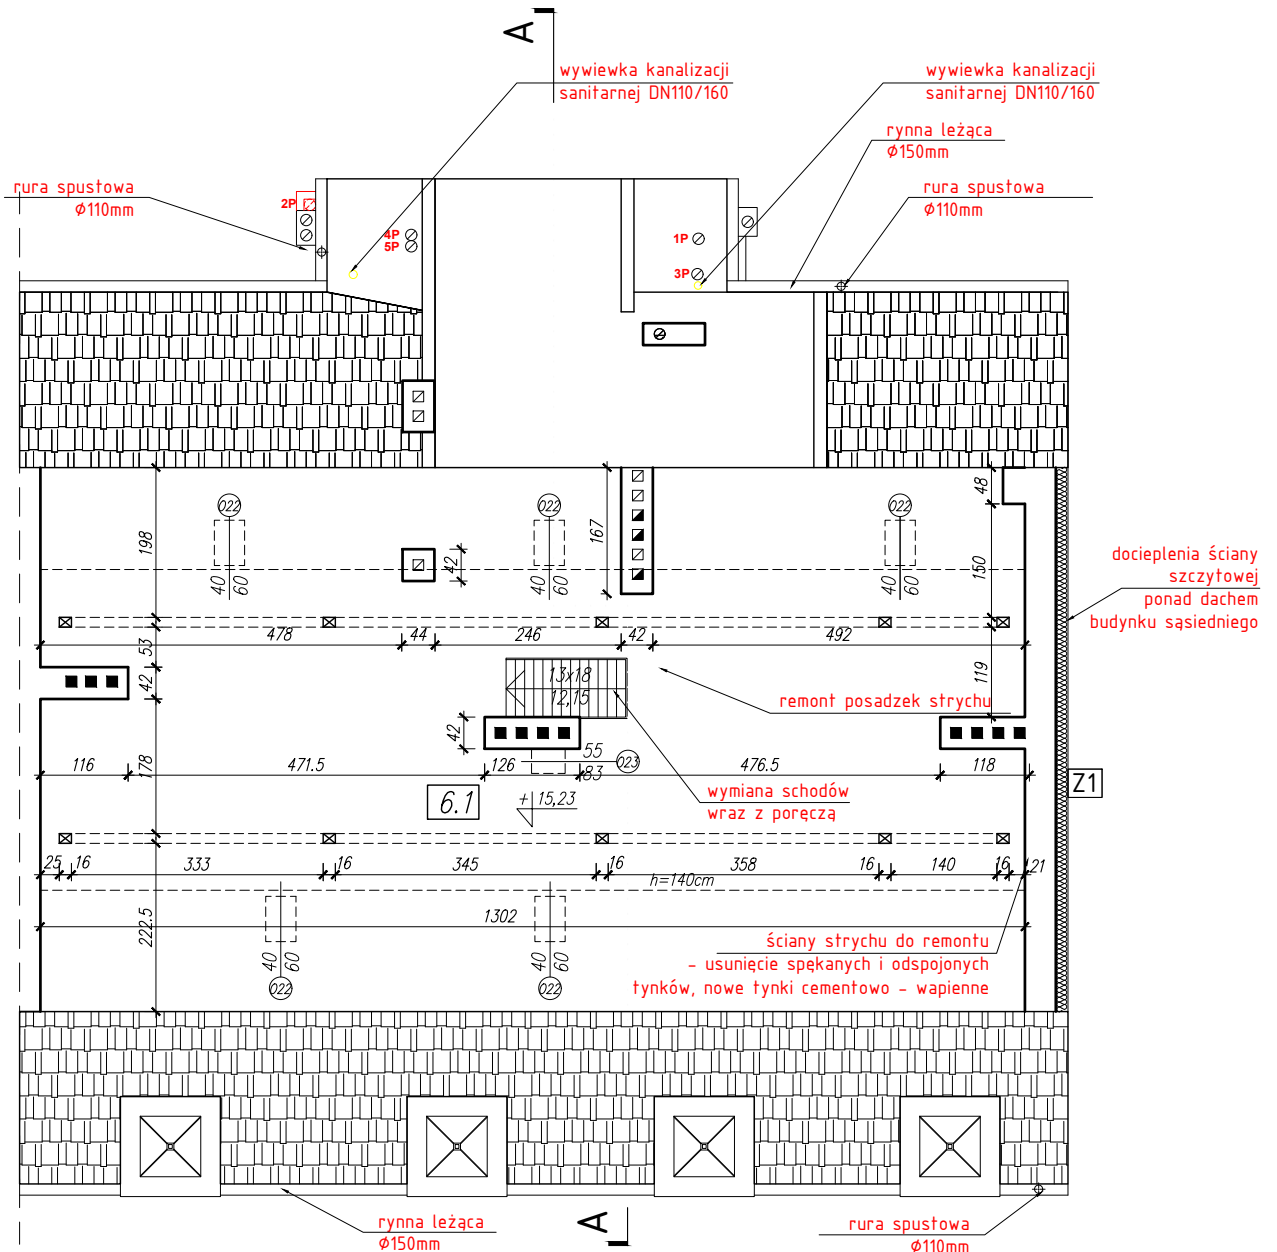 A
wywiewka kanalizacji
sanitarnej DN110/160
wywiewka kanalizacji
sanitarnej DN110/160
rynna leżąca
ϕ150mm
rura spustowa
ϕ110mm
rura spustowa
ϕ110mm
2P
4P
5P
1P
3P
022
40 60
022
40 60
022
40 60
198
167
42
48
150
docieplenia ściany
szczytowej
ponad dachem
budynku sąsiedniego
478
44
246
42
492
53
42
119
13x18
12,15
remont posadzek strychu
42
116
178
471.5
126
55
83
023
476.5
118
Z1
6.1
+15,23
wymiana schodów
wraz z poręczą
25
16
333
16
345
16
358
16
140
16
21
h=140cm
222.5
1302
40 60
022
40 60
022
ściany strychu do remontu
- usunięcie spękanych i odspojonych
tynków, nowe tynki cementowo - wapienne
rynna leżąca
ϕ150mm
A
rura spustowa
ϕ110mm